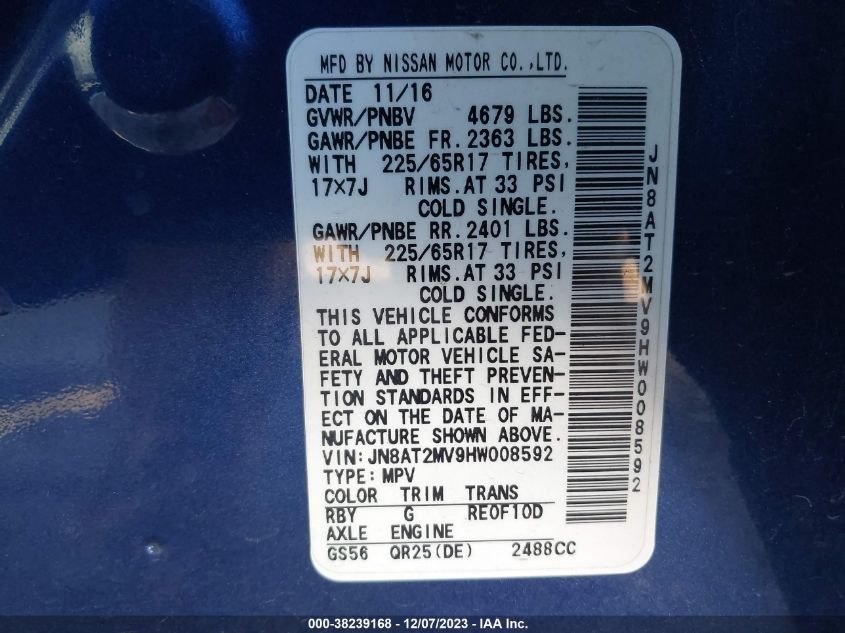 MFD BY NISSAN MOTOR CO.,LTD.
DATE 11/16
GVWR/PNBV 4679 LBS.
GAWR/PNBE FR. 2363 LBS.
WITH 225/65R17 TIRES,
17×7J RIMS. AT 33 PSI
COLD SINGLE.
GAWR/PNBE RR. 2401 LBS.
WITH 225/65R17 TIRES,
17×7J RIMS. AT 33 PSI
COLD SINGLE.
THIS VEHICLE CONFORMS
TO ALL APPLICABLE FED-
ERAL MOTOR VEHICLE SA-
FETY AND THEFT PREVEN-
TION STANDARDS IN EFF-
ECT ON THE DATE OF MA-
NUFACTURE SHOWN ABOVE.
VIN:JN8AT2MV9HW008592
TYPE:MPV
COLOR TRIM TRANS
RBY G RE0F10D
AXLE ENGINE
GS56 QR25(DE) 2488CC
JN8AT2MV9HW008592
000-38239168 - 12/07/2023 - IAA Inc.